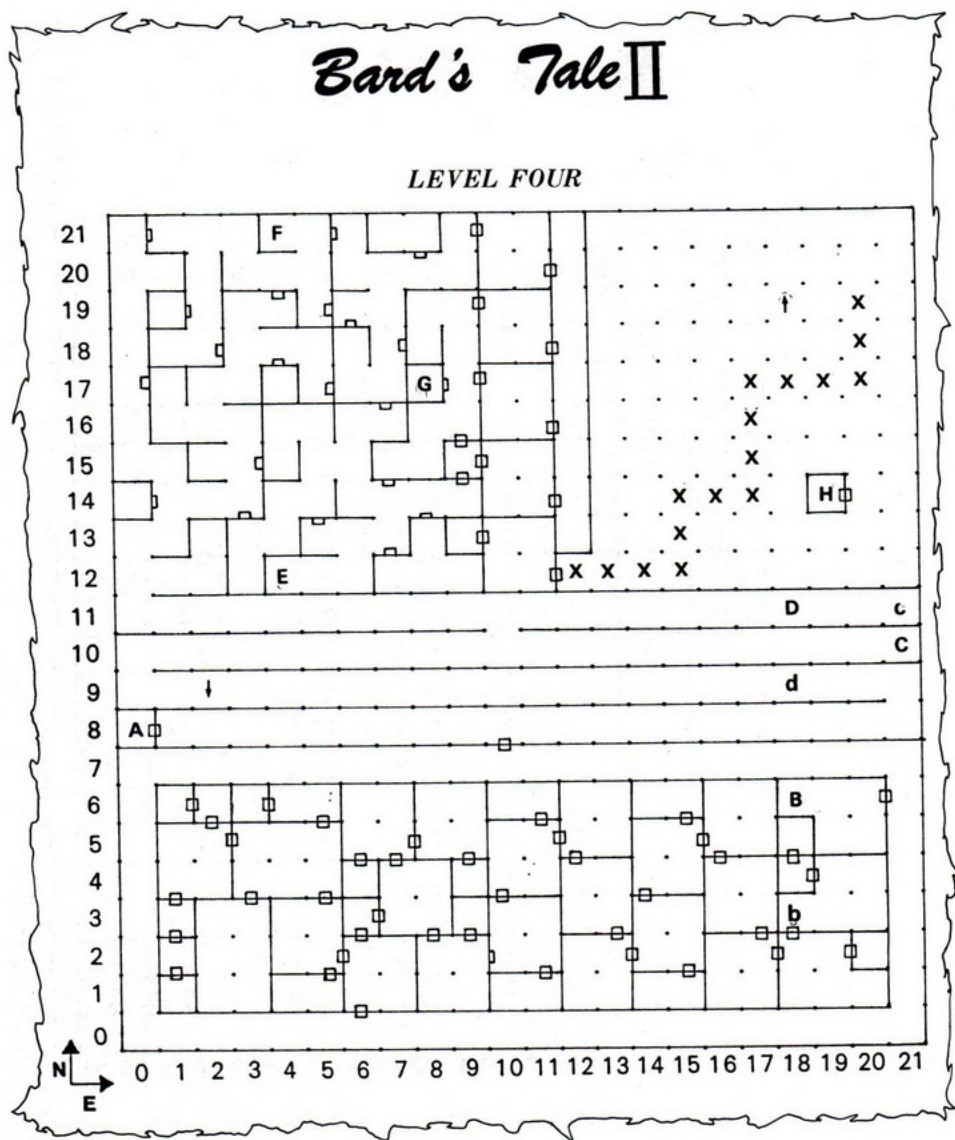 Bard's Tale II
LEVEL FOUR
21 F
20
19 X
18 X
17 G X X X X
16 X
15 X
14 X X X H
13 X
12 E X X X X
11 D c
10 C
9 d
8 A
7
6 B
5
4
3 b
2
1
0
N
E
0 1 2 3 4 5 6 7 8 9 10 11 12 13 14 15 16 17 18 19 20 21